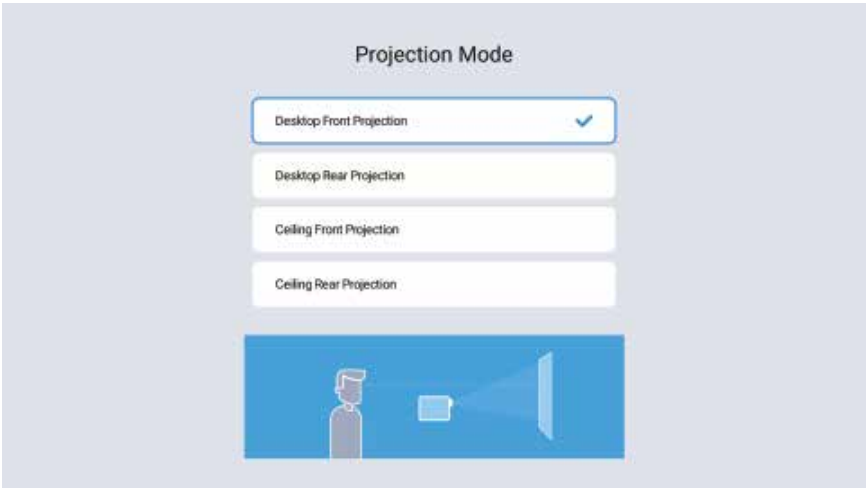 Projection Mode
Desktop Front Projection
Desktop Rear Projection
Ceiling Front Projection
Ceiling Rear Projection